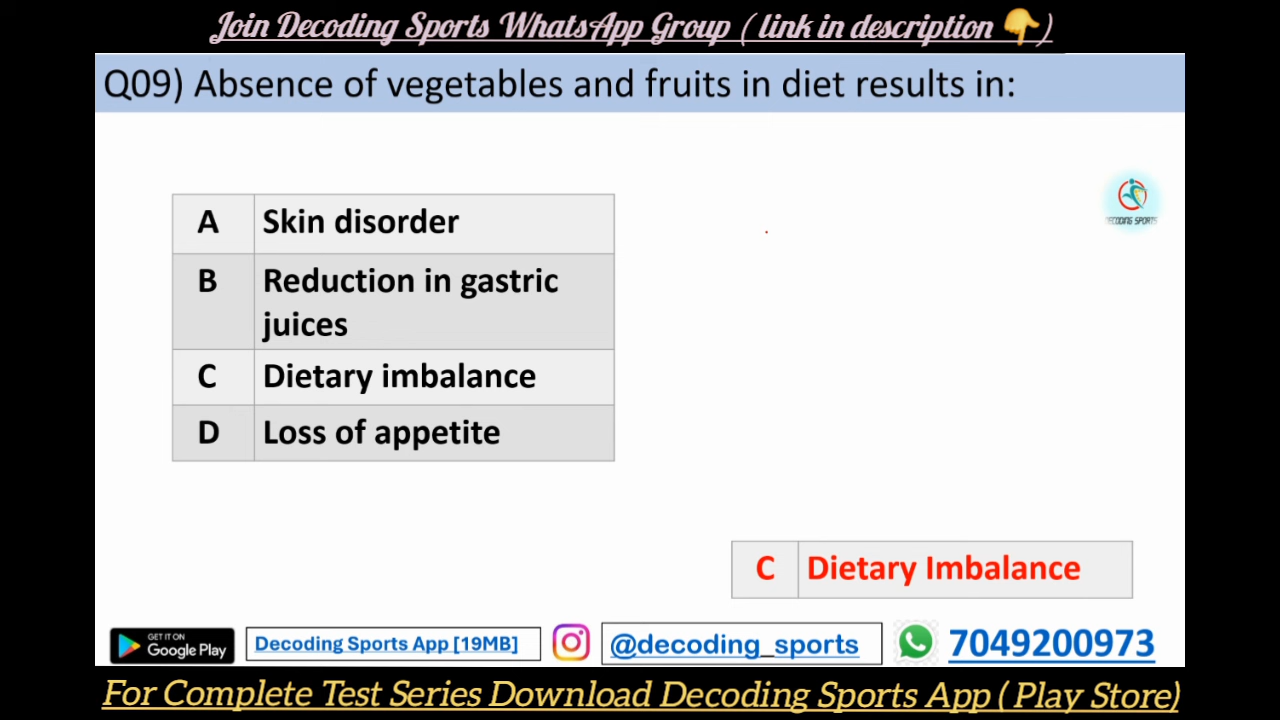 Join Decoding Sports WhatsApp Group ( link in description 👇)
Q09) Absence of vegetables and fruits in diet results in:
DECODING SPORTS
A Skin disorder
B Reduction in gastric
juices
C Dietary imbalance
D Loss of appetite
C Dietary Imbalance
GET IT ON
Google Play
Decoding Sports App [19MB]
@decoding_sports
7049200973
For Complete Test Series Download Decoding Sports App ( Play Store)